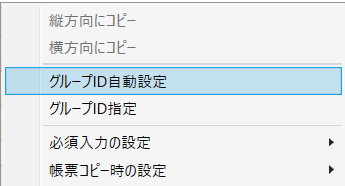 縦方向にコピー
横方向にコピー
グループID自動設定
グループID指定
必須入力の設定
帳票コピー時の設定